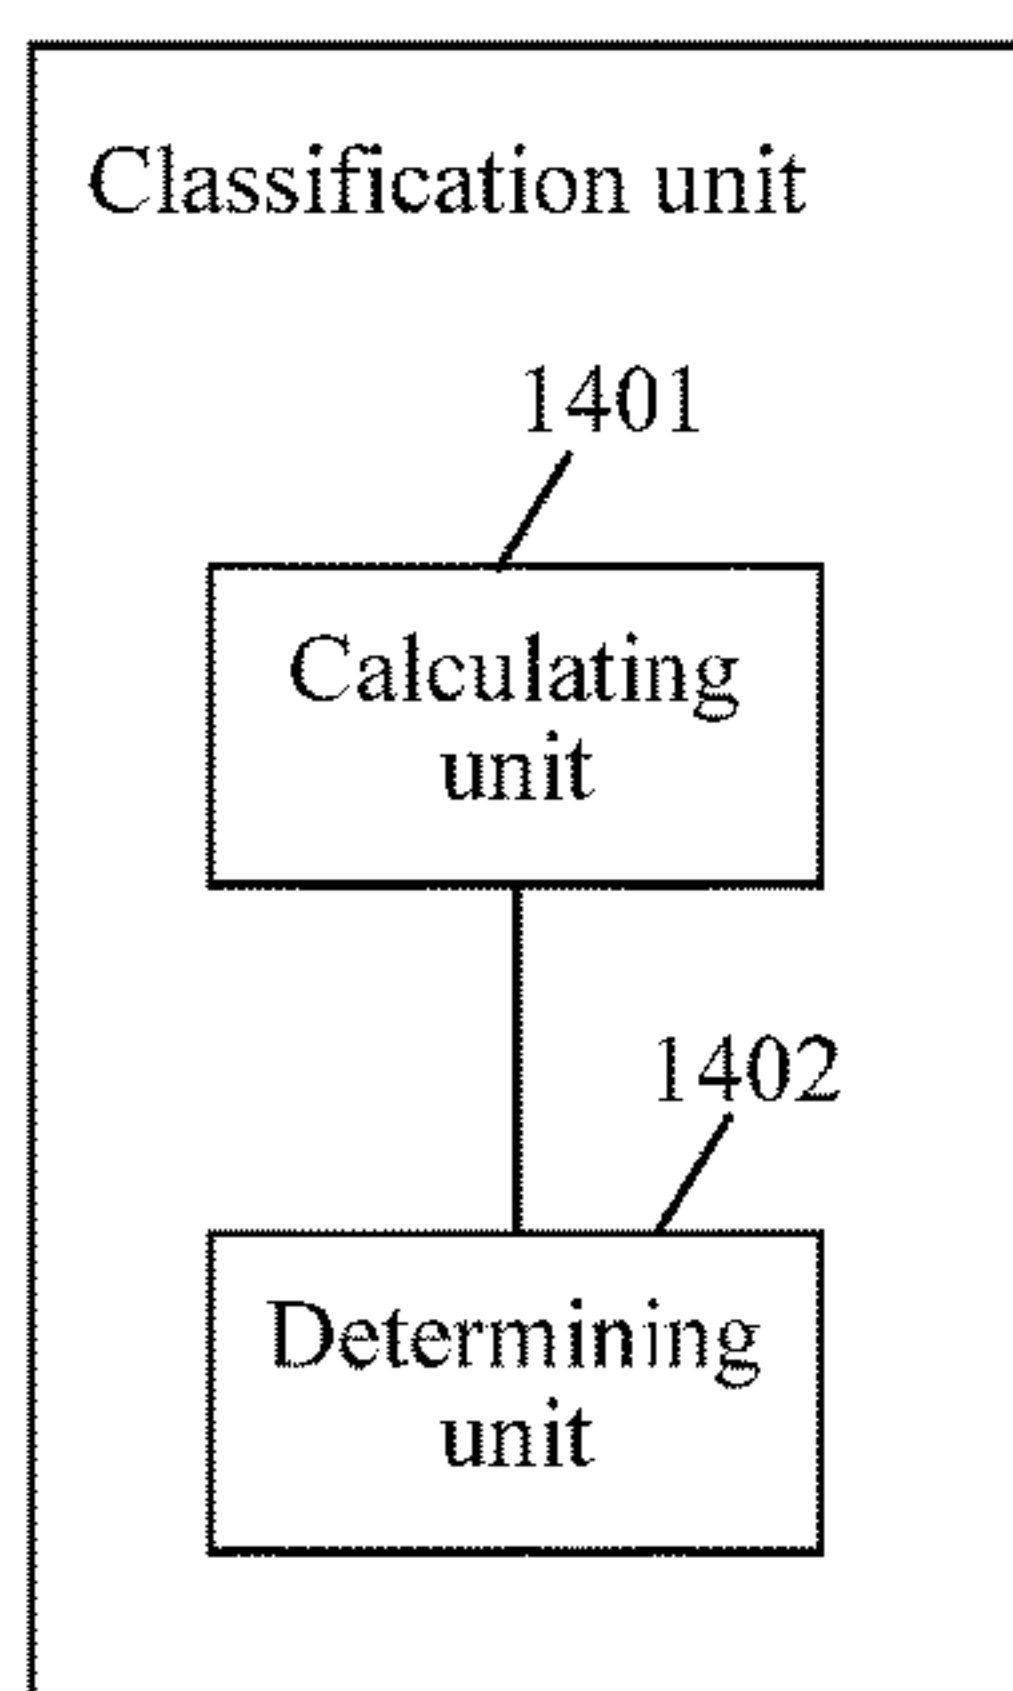 Classification unit
1401
Calculating
unit
1402
Determining
unit